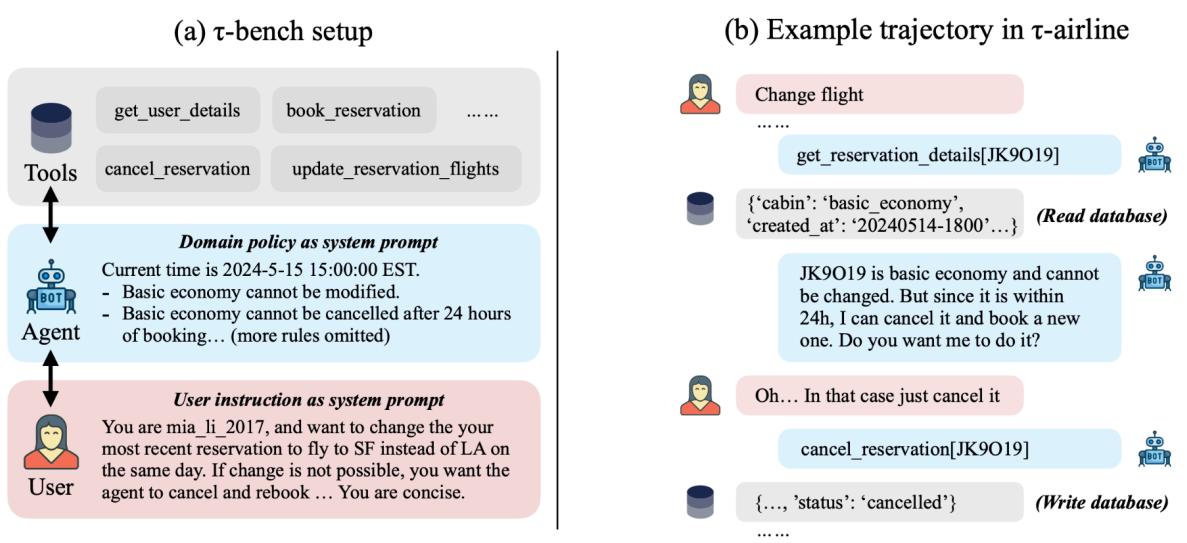 (a) τ-bench setup
get_user_details
book_reservation
... ...
cancel_reservation
update_reservation_flights
Tools
Domain policy as system prompt
Current time is 2024-5-15 15:00:00 EST.
- Basic economy cannot be modified.
- Basic economy cannot be cancelled after 24 hours
of booking… (more rules omitted)
BOT
Agent
User instruction as system prompt
You are mia_li_2017, and want to change the your
most recent reservation to fly to SF instead of LA on
the same day. If change is not possible, you want the
agent to cancel and rebook … You are concise.
User
(b) Example trajectory in τ-airline
Change flight
... ...
get_reservation_details[JK9O19]
BOT
{‘cabin’: ‘basic_economy’,
‘created_at’: ‘20240514-1800’…}
(Read database)
JK9O19 is basic economy and cannot
be changed. But since it is within
24h, I can cancel it and book a new
one. Do you want me to do it?
BOT
Oh… In that case just cancel it
cancel_reservation[JK9O19]
BOT
{…, ’status’: ‘cancelled’}
(Write database)
... ...